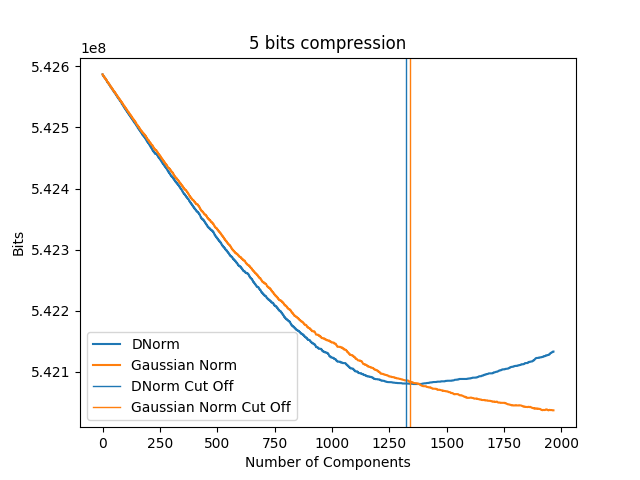 5 bits compression
1e8
5.426
5.425
5.424
5.423
5.422
5.421
Bits
DNorm
Gaussian Norm
DNorm Cut Off
Gaussian Norm Cut Off
0 250 500 750 1000 1250 1500 1750 2000
Number of Components